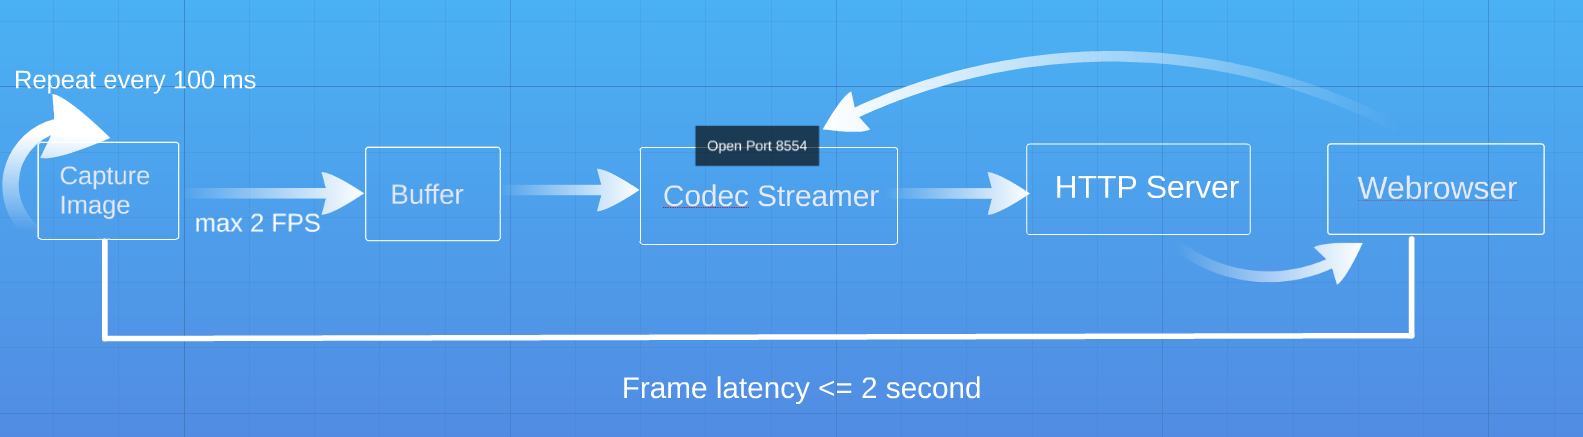 Repeat every 100 ms
Capture
Image
max 2 FPS
Buffer
Open Port 8554
Codec Streamer
HTTP Server
Webrowser
Frame latency <= 2 second